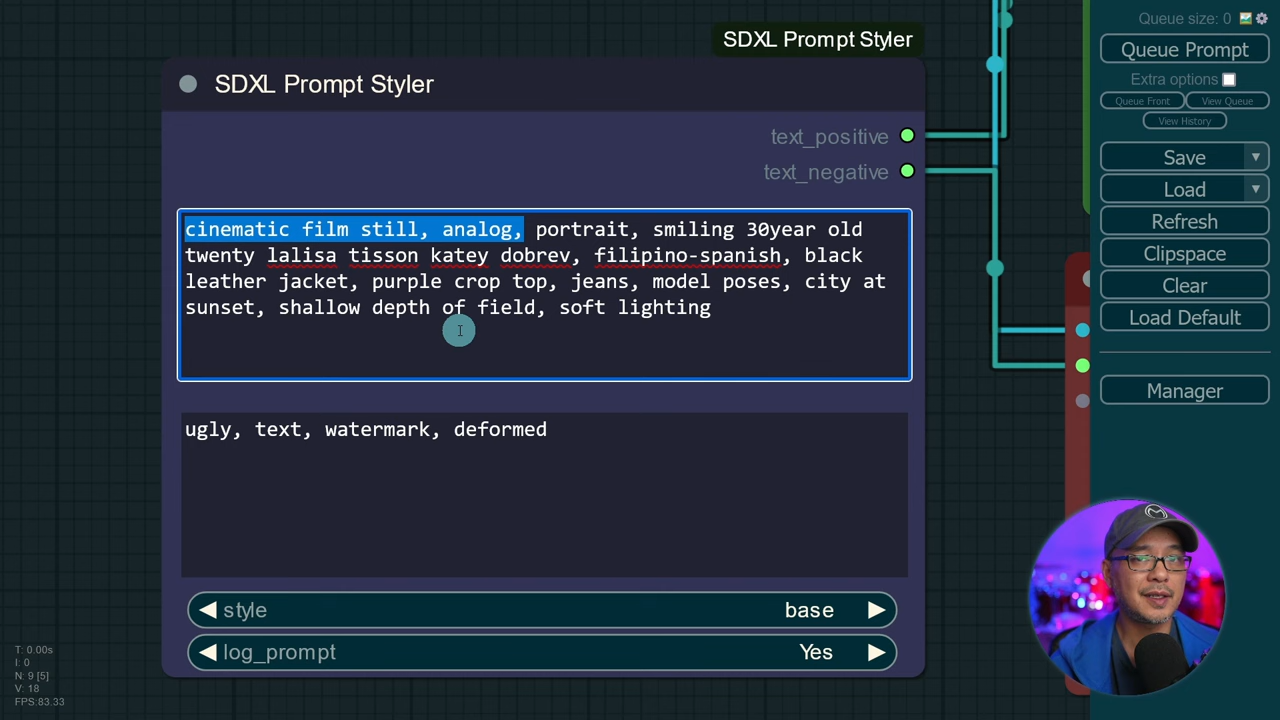 Queue size: 0
SDXL Prompt Styler
SDXL Prompt Styler
Queue Prompt
Extra options
Queue Front
View Queue
View History
text_positive
text_negative
Save
Load
Refresh
Clipspace
Clear
Load Default
Manager
cinematic film still, analog, portrait, smiling 30year old
twenty lalisa tisson katey dobrev, filipino-spanish, black
leather jacket, purple crop top, jeans, model poses, city at
sunset, shallow depth of field, soft lighting
ugly, text, watermark, deformed
style
base
log_prompt
Yes
T: 0.00s
I: 0
N: 9 [5]
V: 18
FPS:83.33